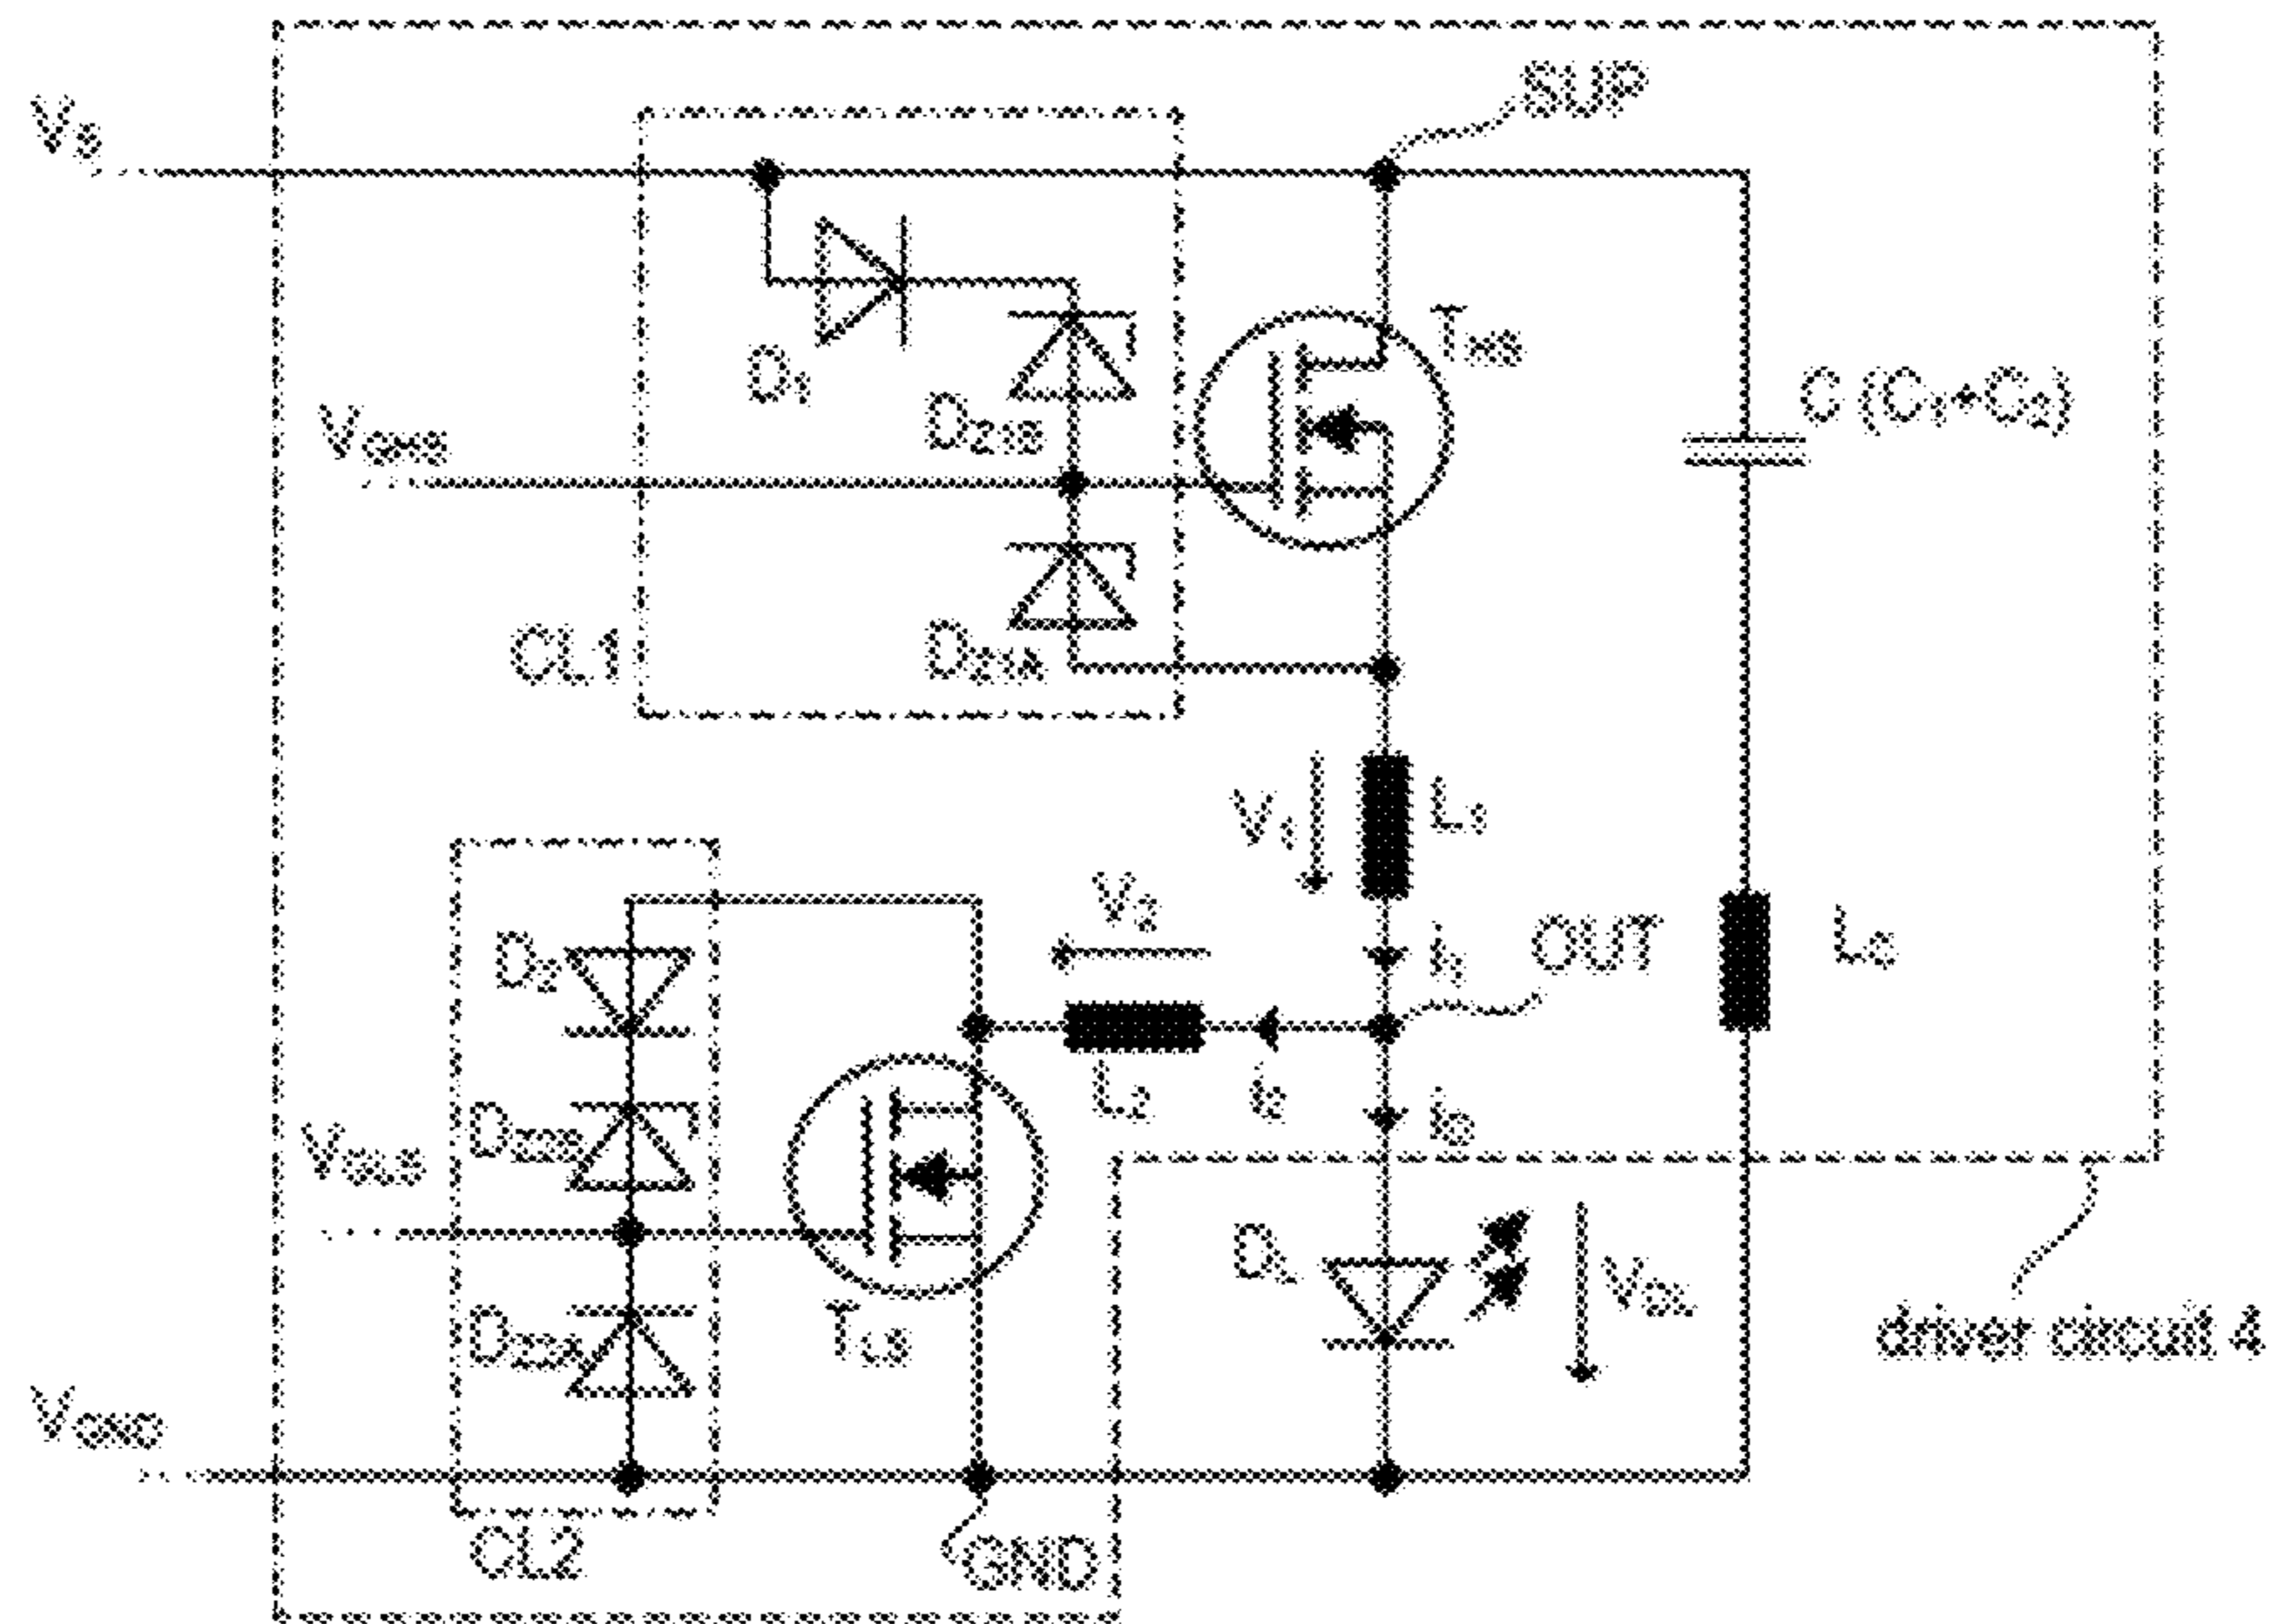 SUP
VS
THS
D1
C (C1+C2)
DZ1B
VGHS
CL1
DZ1A
V1
L1
V2
D2
i1
OUT
LC
L2
i2
iD
DZ2B
VGLS
DL
VDL
DZ2A
TLS
driver circuit 4
VGND
CL2
GND